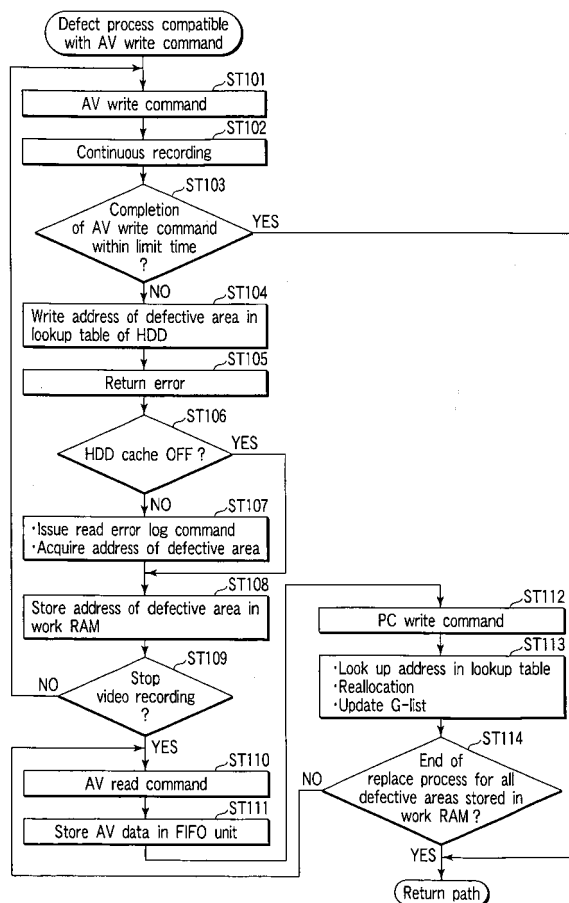 Defect process compatible
with AV write command
ST101
AV write command
ST102
Continuous recording
ST103
Completion
of AV write command
within limit time
?
YES
NO
ST104
Write address of defective area in
lookup table of HDD
ST105
Return error
ST106
HDD cache OFF ?
YES
NO
ST107
·Issue read error log command
·Acquire address of defective area
ST108
Store address of defective area in
work RAM
ST109
Stop
video recording
?
NO
YES
ST110
AV read command
ST111
Store AV data in FIFO unit
ST112
PC write command
ST113
·Look up address in lookup table
·Reallocation
·Update G-list
ST114
End of
replace process for all
defective areas stored in
work RAM ?
NO
YES
Return path